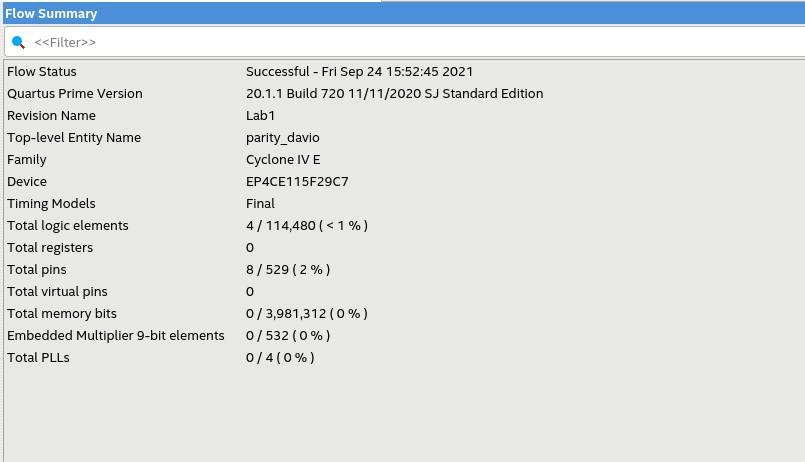 Flow Summary
<<Filter>>
Flow Status Successful - Fri Sep 24 15:52:45 2021
Quartus Prime Version 20.1.1 Build 720 11/11/2020 SJ Standard Edition
Revision Name Lab1
Top-level Entity Name parity_davio
Family Cyclone IV E
Device EP4CE115F29C7
Timing Models Final
Total logic elements 4 / 114,480 ( < 1 % )
Total registers 0
Total pins 8 / 529 ( 2 % )
Total virtual pins 0
Total memory bits 0 / 3,981,312 ( 0 % )
Embedded Multiplier 9-bit elements 0 / 532 ( 0 % )
Total PLLs 0 / 4 ( 0 % )